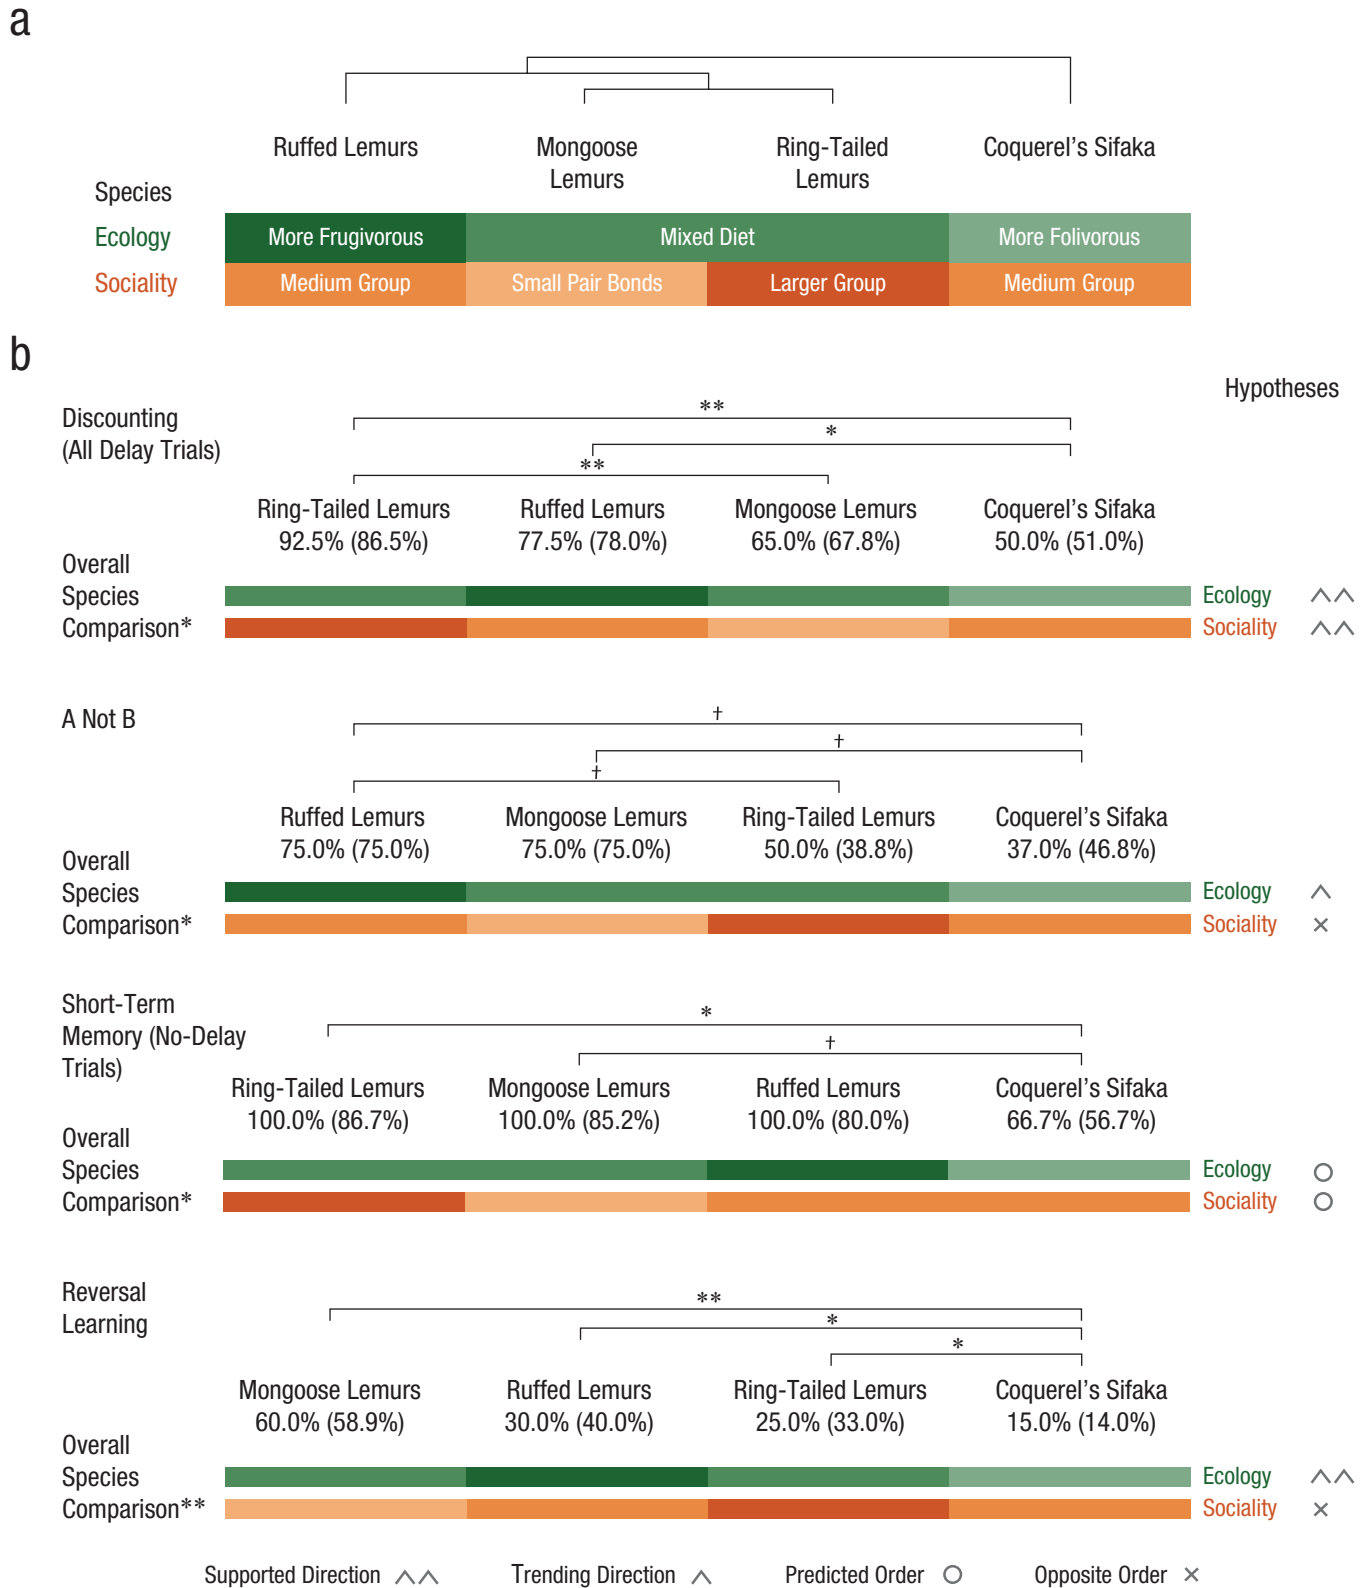 a
Ruffed Lemurs Mongoose Lemurs Ring-Tailed Lemurs Coquerel's Sifaka
Species
Ecology More Frugivorous Mixed Diet More Folivorous
Sociality Medium Group Small Pair Bonds Larger Group Medium Group
b
Hypotheses
Discounting
(All Delay Trials)
**
*
**
Ring-Tailed Lemurs Ruffed Lemurs Mongoose Lemurs Coquerel's Sifaka
92.5% (86.5%) 77.5% (78.0%) 65.0% (67.8%) 50.0% (51.0%)
Overall
Species
Comparison*
Ecology
Sociality
A Not B
†
†
†
Ruffed Lemurs Mongoose Lemurs Ring-Tailed Lemurs Coquerel's Sifaka
75.0% (75.0%) 75.0% (75.0%) 50.0% (38.8%) 37.0% (46.8%)
Overall
Species
Comparison*
Ecology
Sociality ×
Short-Term
Memory (No-Delay
Trials)
*
†
Ring-Tailed Lemurs Mongoose Lemurs Ruffed Lemurs Coquerel's Sifaka
100.0% (86.7%) 100.0% (85.2%) 100.0% (80.0%) 66.7% (56.7%)
Overall
Species
Comparison*
Ecology
Sociality
Reversal
Learning
**
*
*
Mongoose Lemurs Ruffed Lemurs Ring-Tailed Lemurs Coquerel's Sifaka
60.0% (58.9%) 30.0% (40.0%) 25.0% (33.0%) 15.0% (14.0%)
Overall
Species
Comparison**
Ecology
Sociality ×
Supported Direction Trending Direction Predicted Order Opposite Order ×